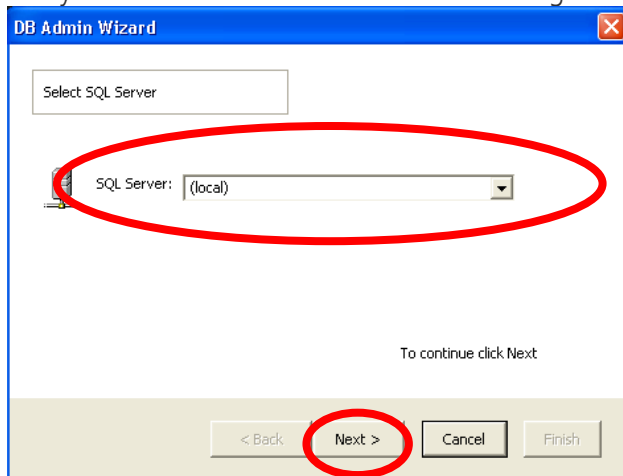 DB Admin Wizard
Select SQL Server
SQL Server: (local)
To continue click Next
< Back Next > Cancel Finish